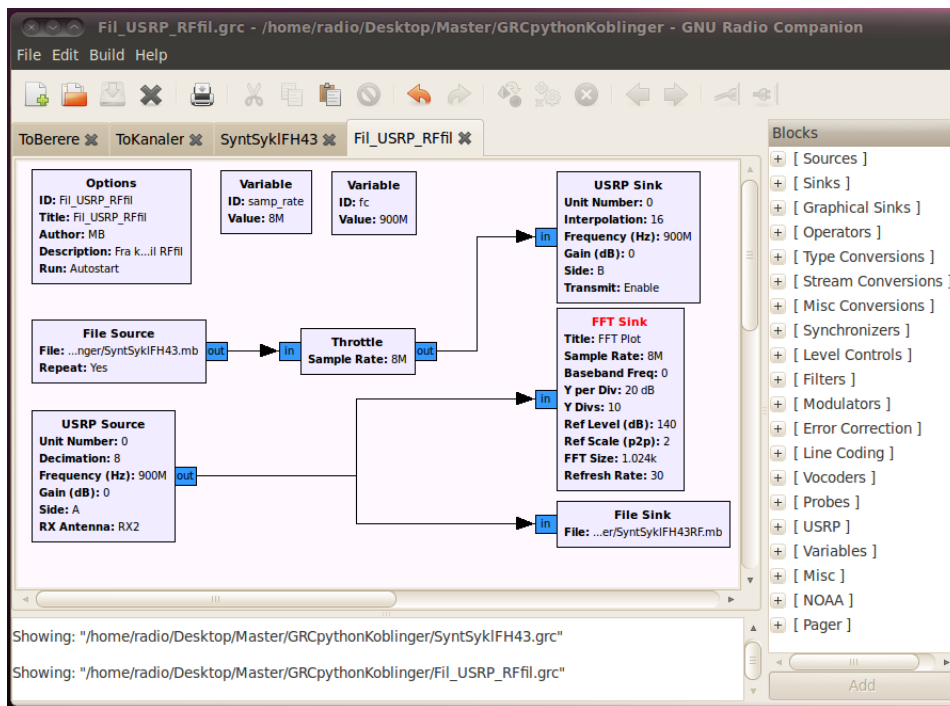 Fil_USRP_RFfil.grc - /home/radio/Desktop/Master/GRCpythonKoblinger - GNU Radio Companion
File Edit Build Help
ToBerere ToKanaler SyntSyklFH43 Fil_USRP_RFfil
Options
ID: Fil_USRP_RFfil
Title: Fil_USRP_RFfil
Author: MB
Description: Fra k...il RFfil
Run: Autostart
Variable
ID: samp_rate
Value: 8M
Variable
ID: fc
Value: 900M
USRP Sink
Unit Number: 0
Interpolation: 16
Frequency (Hz): 900M
Gain (dB): 0
Side: B
Transmit: Enable
in
File Source
File: ...nger/SyntSyklFH43.mb
Repeat: Yes
out
in
Throttle
Sample Rate: 8M
out
FFT Sink
Title: FFT Plot
Sample Rate: 8M
Baseband Freq: 0
Y per Div: 20 dB
Y Divs: 10
Ref Level (dB): 140
Ref Scale (p2p): 2
FFT Size: 1.024k
Refresh Rate: 30
in
USRP Source
Unit Number: 0
Decimation: 8
Frequency (Hz): 900M
Gain (dB): 0
Side: A
RX Antenna: RX2
out
File Sink
File: ...er/SyntSyklFH43RF.mb
in
Blocks
[ Sources ]
[ Sinks ]
[ Graphical Sinks ]
[ Operators ]
[ Type Conversions ]
[ Stream Conversions ]
[ Misc Conversions ]
[ Synchronizers ]
[ Level Controls ]
[ Filters ]
[ Modulators ]
[ Error Correction ]
[ Line Coding ]
[ Vocoders ]
[ Probes ]
[ USRP ]
[ Variables ]
[ Misc ]
[ NOAA ]
[ Pager ]
Add
Showing: "/home/radio/Desktop/Master/GRCpythonKoblinger/SyntSyklFH43.grc"
Showing: "/home/radio/Desktop/Master/GRCpythonKoblinger/Fil_USRP_RFfil.grc"